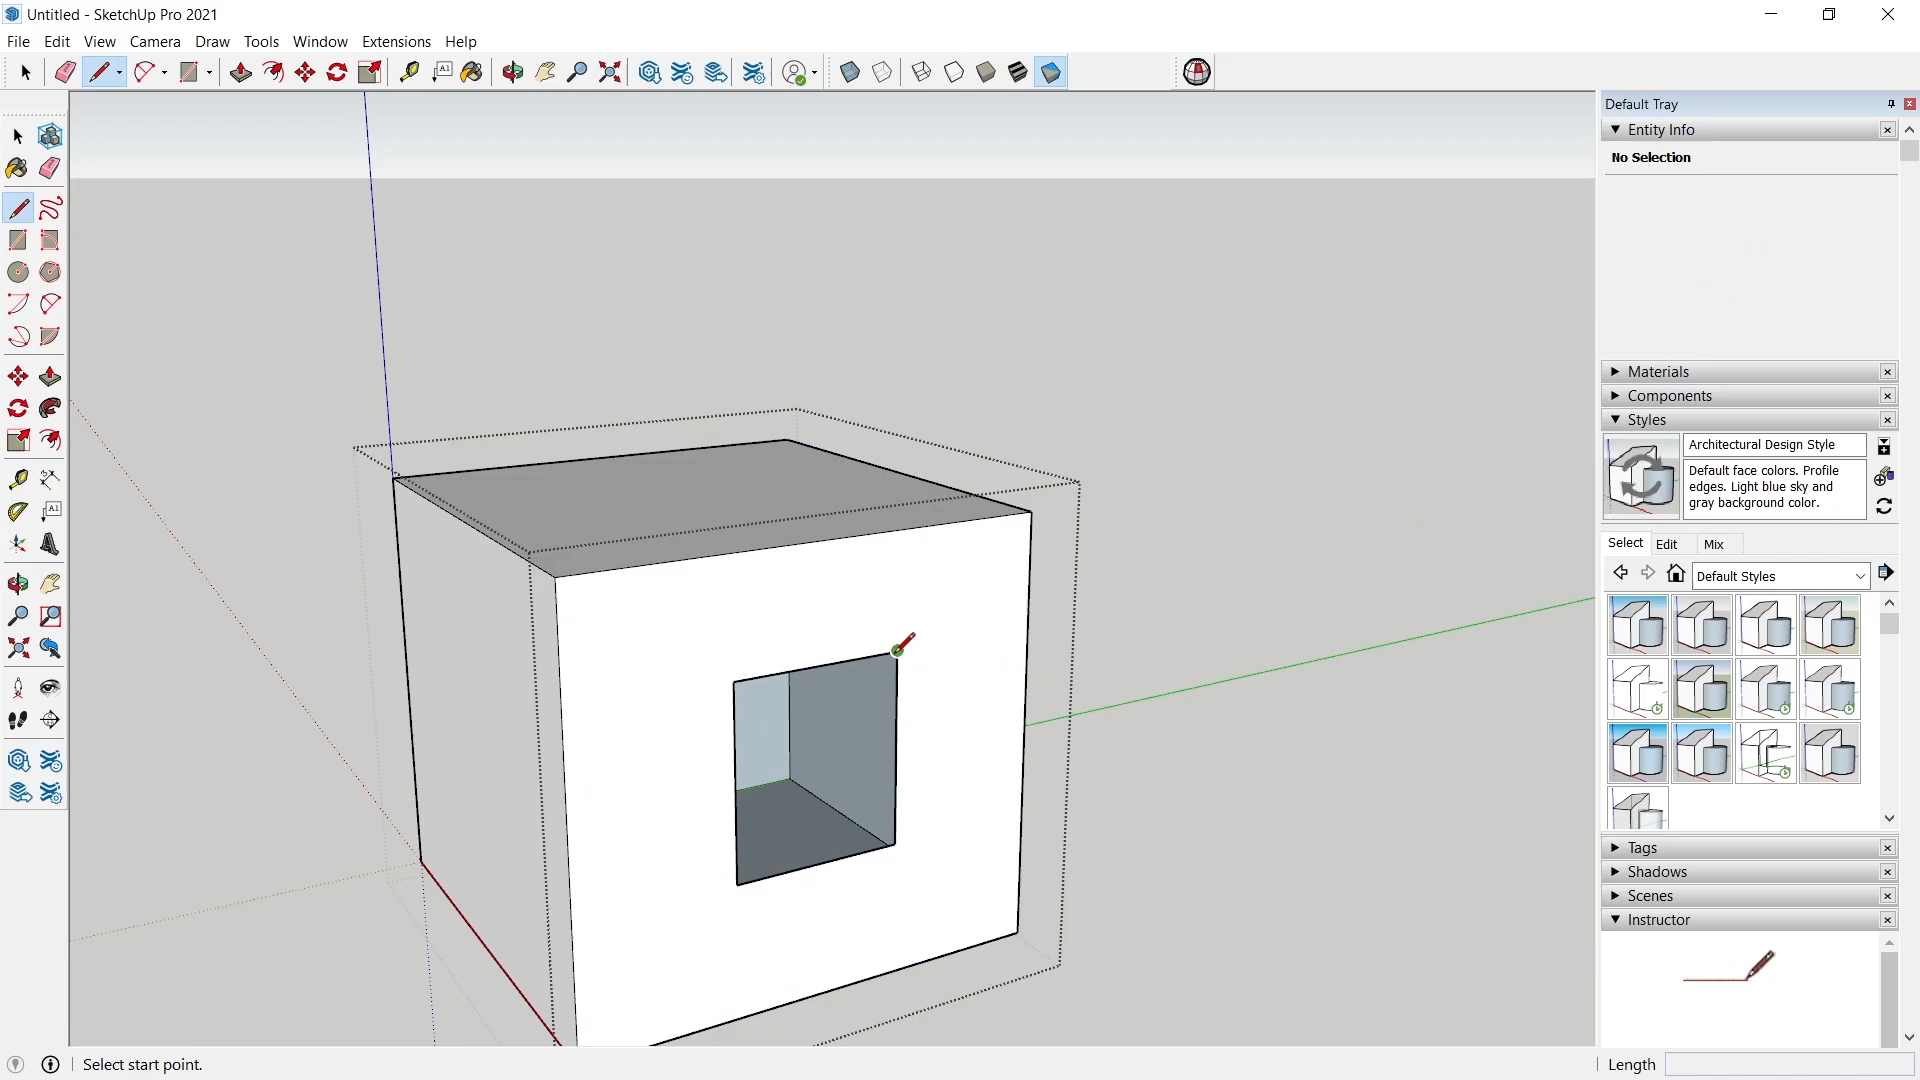 Untitled - SketchUp Pro 2021
File Edit View Camera Draw Tools Window Extensions Help
A1
Default Tray
Entity Info
No Selection
A1
Materials
Components
Styles
Architectural Design Style
Default face colors. Profile
edges. Light blue sky and
gray background color.
Select Edit Mix
Default Styles
Tags
Shadows
Scenes
Instructor
Select start point.
Length